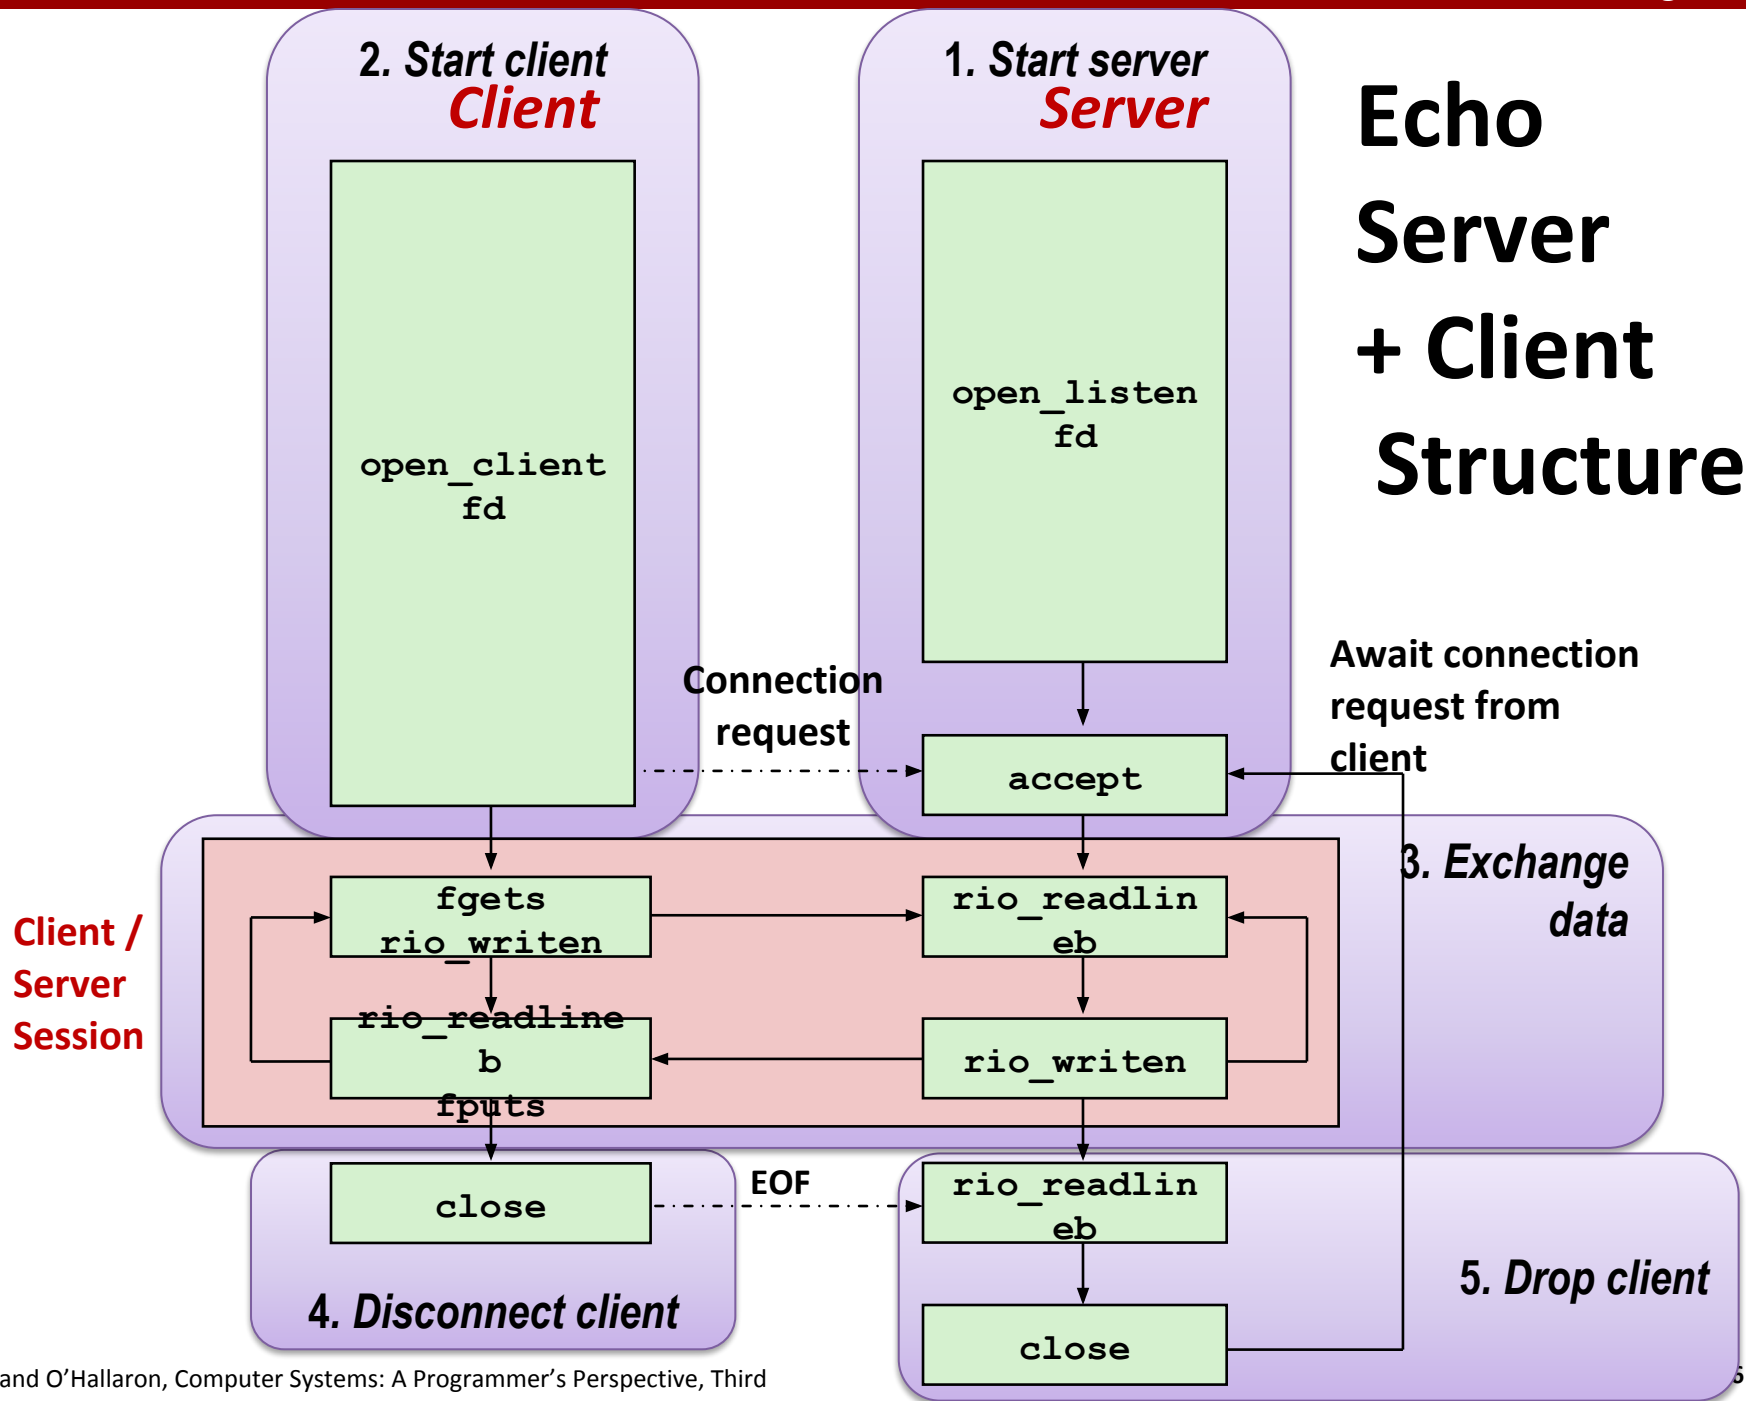 2. Start client
Client
1. Start server
Server
Echo
Server
+ Client
Structure
open_client
fd
open_listen
fd
Connection
request
Await connection
request from
client
accept
3. Exchange
data
Client /
Server
Session
fgets
rio_writen
rio_readlin
eb
rio_readline
b
fputs
rio_writen
close
EOF
rio_readlin
eb
4. Disconnect client
5. Drop client
close
and O’Hallaron, Computer Systems: A Programmer’s Perspective, Third